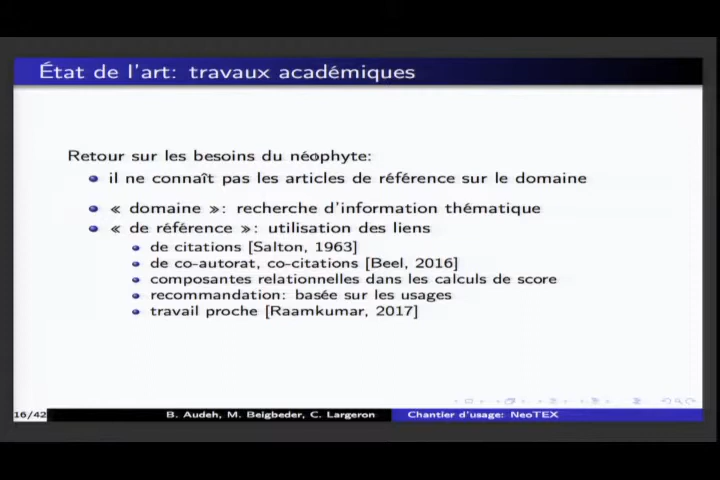 État de l'art: travaux académiques
Retour sur les besoins du néophyte:
il ne connaît pas les articles de référence sur le domaine
« domaine »: recherche d'information thématique
« de référence »: utilisation des liens
de citations [Salton, 1963]
de co-autorat, co-citations [Beel, 2016]
composantes relationnelles dans les calculs de score
recommandation: basée sur les usages
travail proche [Raamkumar, 2017]
16/42
B. Audeh, M. Beigbeder, C. Largeron
Chantier d'usage: NeoTEX